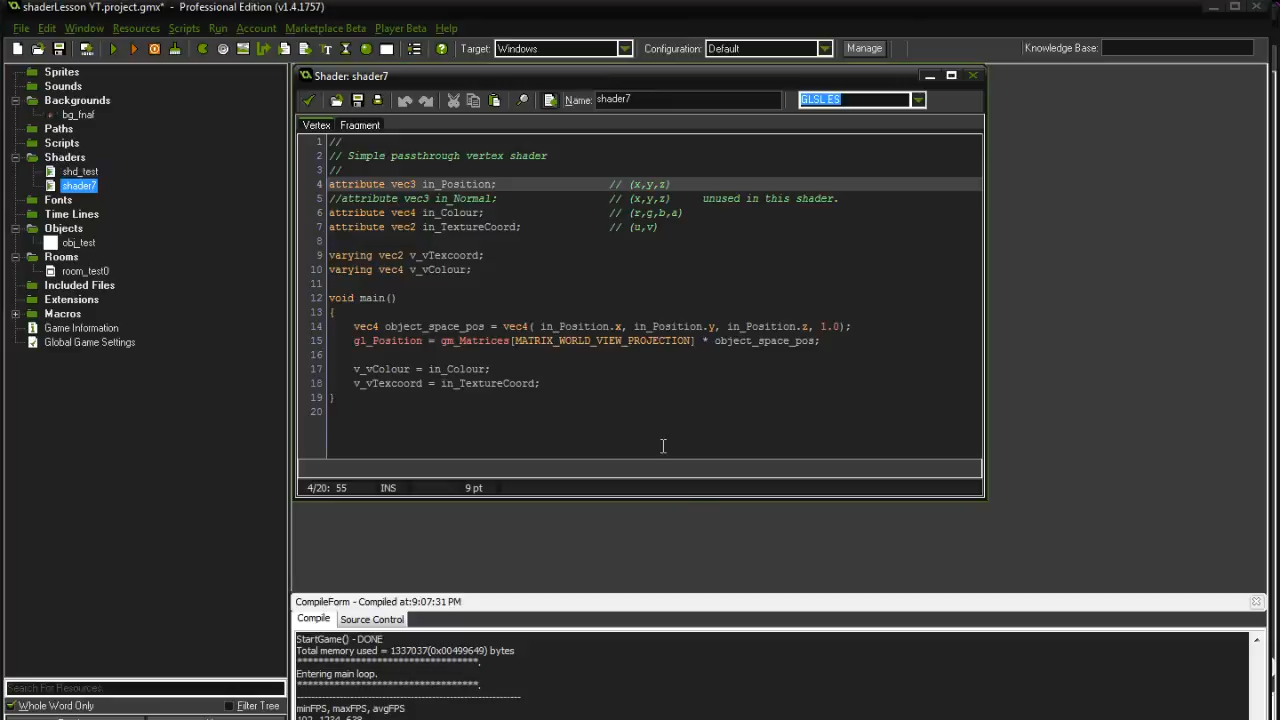 shaderLesson YT.project.gmx* - Professional Edition (v1.4.1757)
File Edit Window Resources Scripts Run Account Marketplace Beta Player Beta Help
Target: Windows Configuration: Default Manage Knowledge Base:
Sprites
Sounds
Backgrounds
bg_fnaf
Paths
Scripts
Shaders
shd_test
shader7
Fonts
Time Lines
Objects
obj_test
Rooms
room_test0
Included Files
Extensions
Macros
Game Information
Global Game Settings
Search For Resources
Whole Word Only Filter Tree
Shader: shader7
Name: shader7 GLSL ES
Vertex Fragment
1 //
2 // Simple passthrough vertex shader
3 //
4 attribute vec3 in_Position; // (x,y,z)
5 //attribute vec3 in_Normal; // (x,y,z) unused in this shader.
6 attribute vec4 in_Colour; // (r,g,b,a)
7 attribute vec2 in_TextureCoord; // (u,v)
8
9 varying vec2 v_vTexcoord;
10 varying vec4 v_vColour;
11
12 void main()
13 {
14 vec4 object_space_pos = vec4( in_Position.x, in_Position.y, in_Position.z, 1.0);
15 gl_Position = gm_Matrices[MATRIX_WORLD_VIEW_PROJECTION] * object_space_pos;
16
17 v_vColour = in_Colour;
18 v_vTexcoord = in_TextureCoord;
19 }
20
4/20: 55 INS 9 pt
CompileForm - Compiled at:9:07:31 PM
Compile Source Control
StartGame() - DONE
Total memory used = 1337037(0x00499649) bytes
**********************************.
Entering main loop.
**********************************.
--------------------------------------------------
minFPS, maxFPS, avgFPS